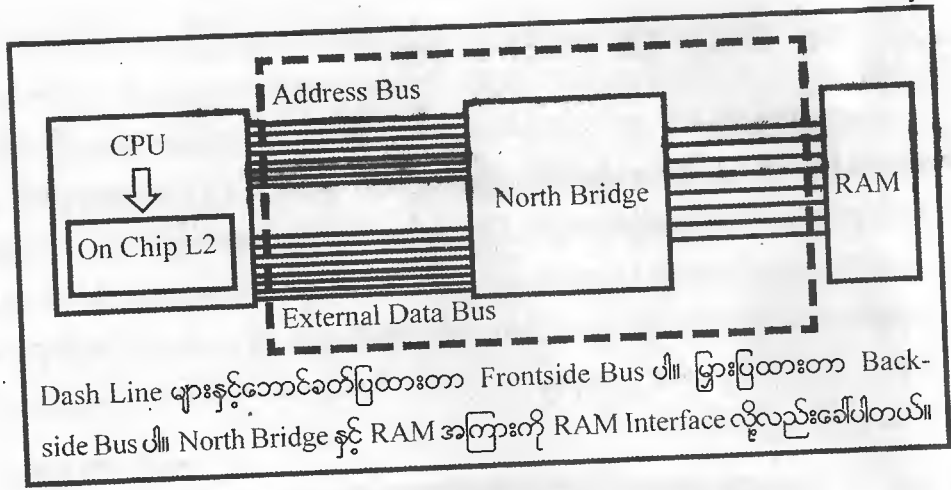 Address Bus
CPU
North Bridge
RAM
On Chip L2
External Data Bus
Dash Line များနှင့်ဘောင်ခတ်ပြထားတာ Frontside Bus ပါ။ မြှားပြထားတာ Back-
side Bus ပါ။ North Bridge နှင့် RAM အကြားကို RAM Interface လို့လည်းခေါ်ပါတယ်။